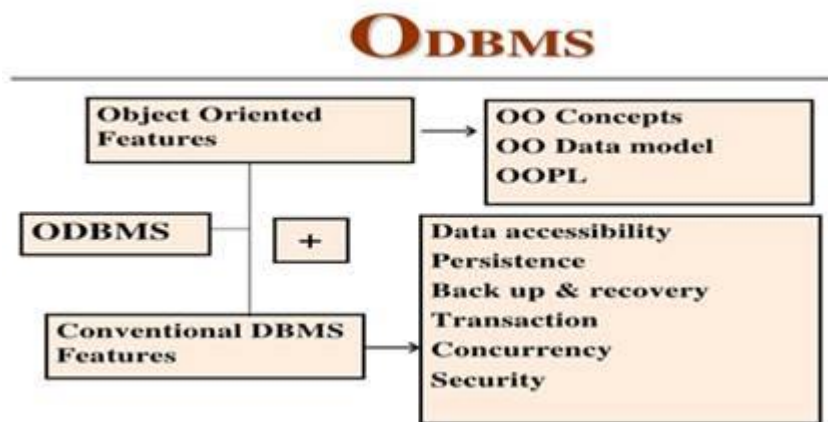 ODBMS
Object Oriented
Features
OO Concepts
OO Data model
OOPL
ODBMS
+
Data accessibility
Persistence
Back up & recovery
Transaction
Concurrency
Security
Conventional DBMS
Features